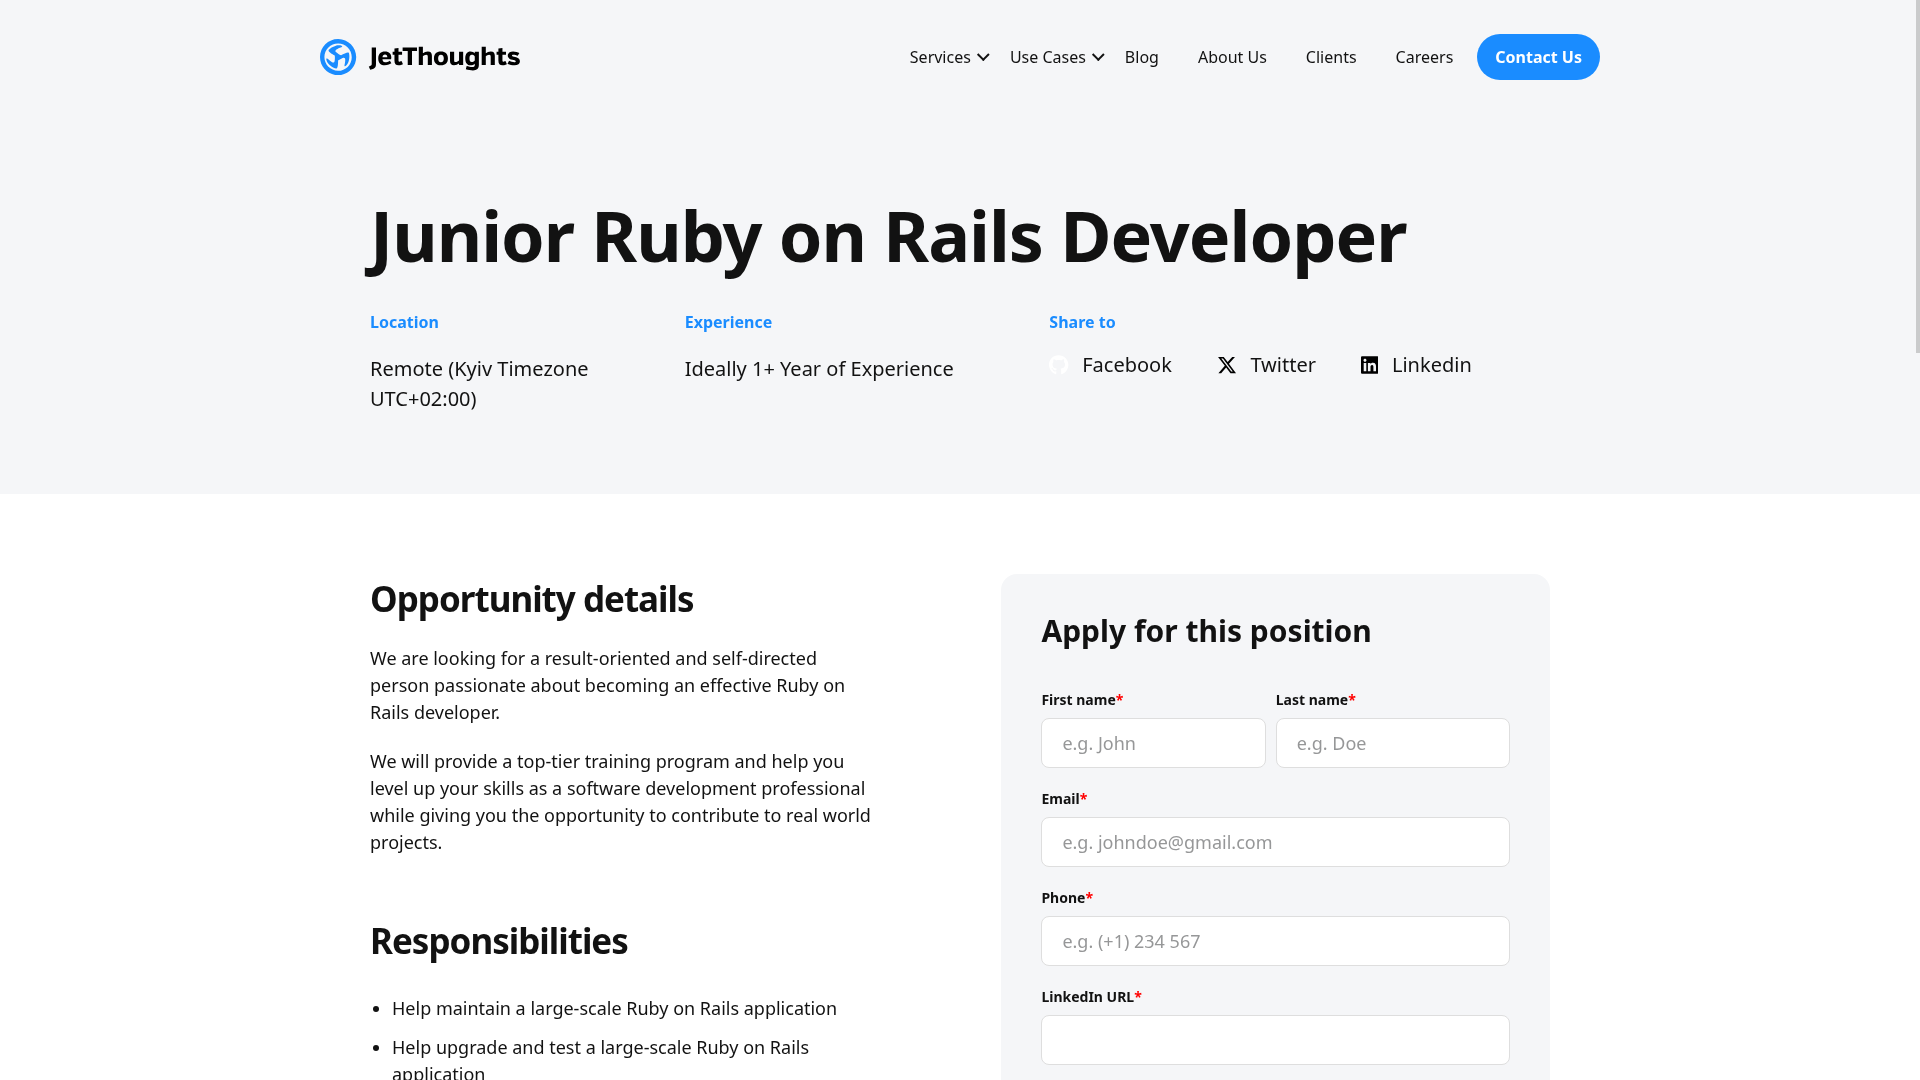 JetThoughts
Services
Use Cases
Blog
About Us
Clients
Careers
Contact Us
Junior Ruby on Rails Developer
Location
Remote (Kyiv Timezone
UTC+02:00)
Experience
Ideally 1+ Year of Experience
Share to
Facebook
Twitter
Linkedin
Opportunity details
We are looking for a result-oriented and self-directed
person passionate about becoming an effective Ruby on
Rails developer.
We will provide a top-tier training program and help you
level up your skills as a software development professional
while giving you the opportunity to contribute to real world
projects.
Responsibilities
• Help maintain a large-scale Ruby on Rails application
• Help upgrade and test a large-scale Ruby on Rails
application
Apply for this position
First name*
e.g. John
Last name*
e.g. Doe
Email*
e.g. johndoe@gmail.com
Phone*
e.g. (+1) 234 567
LinkedIn URL*